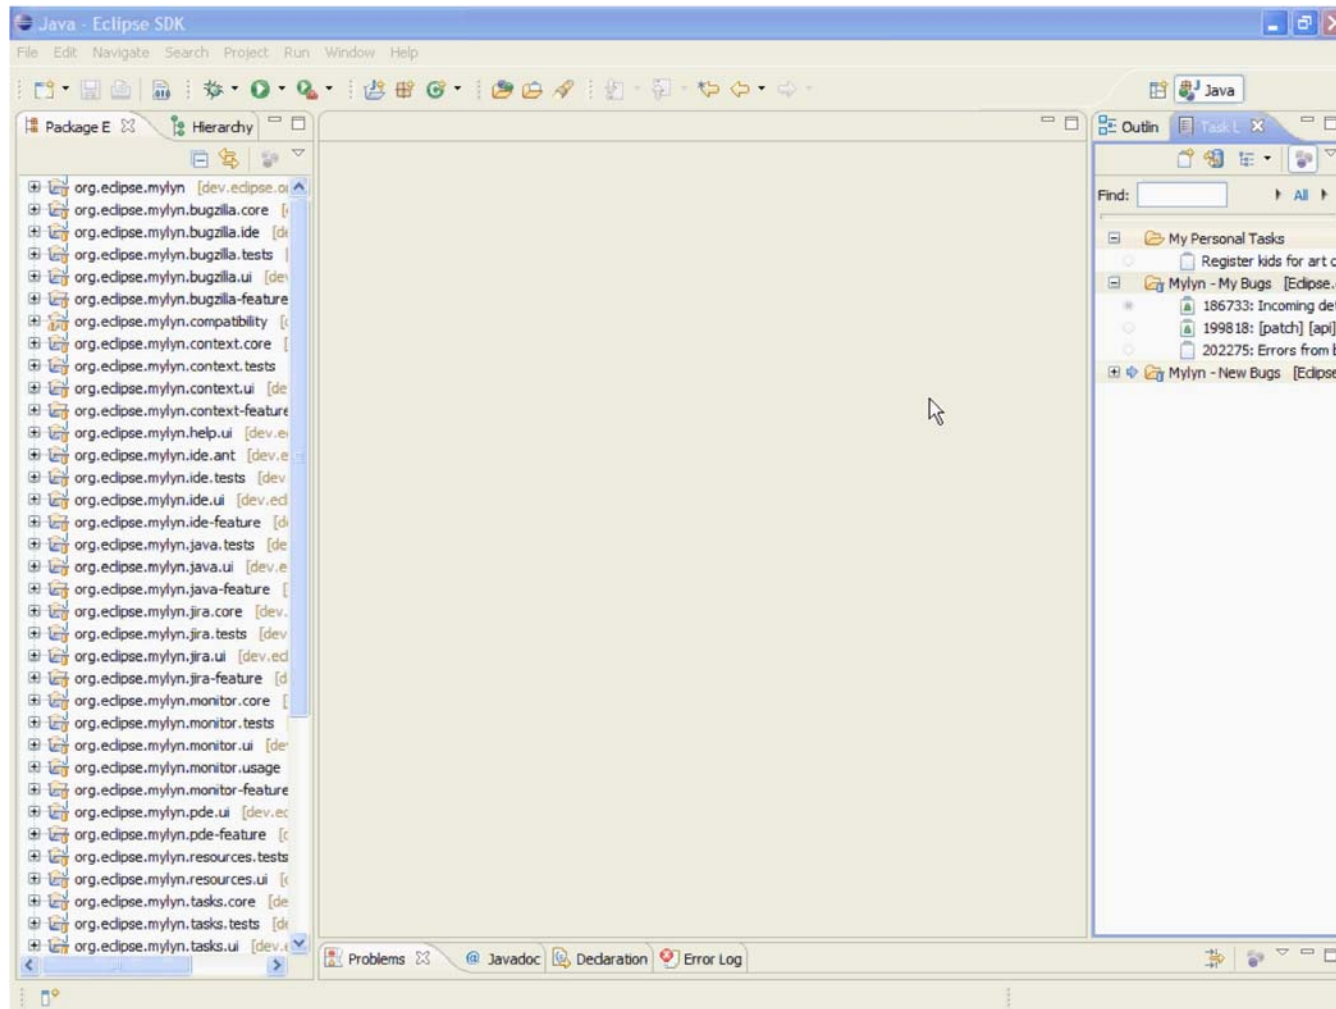 Java - Eclipse SDK
File Edit Navigate Search Project Run Window Help
Java
Package E Hierarchy
Outlin Task L
Find: All
org.eclipse.mylyn [dev.eclipse.or
org.eclipse.mylyn.bugzilla.core
org.eclipse.mylyn.bugzilla.ide [de
org.eclipse.mylyn.bugzilla.tests
org.eclipse.mylyn.bugzilla.ui [dev
org.eclipse.mylyn.bugzilla-feature
org.eclipse.mylyn.compatibility
org.eclipse.mylyn.context.core
org.eclipse.mylyn.context.tests
org.eclipse.mylyn.context.ui [de
org.eclipse.mylyn.context-feature
org.eclipse.mylyn.help.ui [dev.e
org.eclipse.mylyn.ide.ant [dev.e
org.eclipse.mylyn.ide.tests [dev
org.eclipse.mylyn.ide.ui [dev.ecl
org.eclipse.mylyn.ide-feature [d
org.eclipse.mylyn.java.tests [de
org.eclipse.mylyn.java.ui [dev.e
org.eclipse.mylyn.java-feature [
org.eclipse.mylyn.jira.core [dev.
org.eclipse.mylyn.jira.tests [dev
org.eclipse.mylyn.jira.ui [dev.ecl
org.eclipse.mylyn.jira-feature [d
org.eclipse.mylyn.monitor.core [
org.eclipse.mylyn.monitor.tests
org.eclipse.mylyn.monitor.ui [de
org.eclipse.mylyn.monitor.usage
org.eclipse.mylyn.monitor-feature
org.eclipse.mylyn.pde.ui [dev.ec
org.eclipse.mylyn.pde-feature [
org.eclipse.mylyn.resources.tests
org.eclipse.mylyn.resources.ui [
org.eclipse.mylyn.tasks.core [de
org.eclipse.mylyn.tasks.tests [de
org.eclipse.mylyn.tasks.ui [dev.
My Personal Tasks
Register kids for art c
Mylyn - My Bugs [Eclipse.
186733: Incoming det
199818: [patch] [api]
202275: Errors from b
Mylyn - New Bugs [Eclipse
Problems Javadoc Declaration Error Log